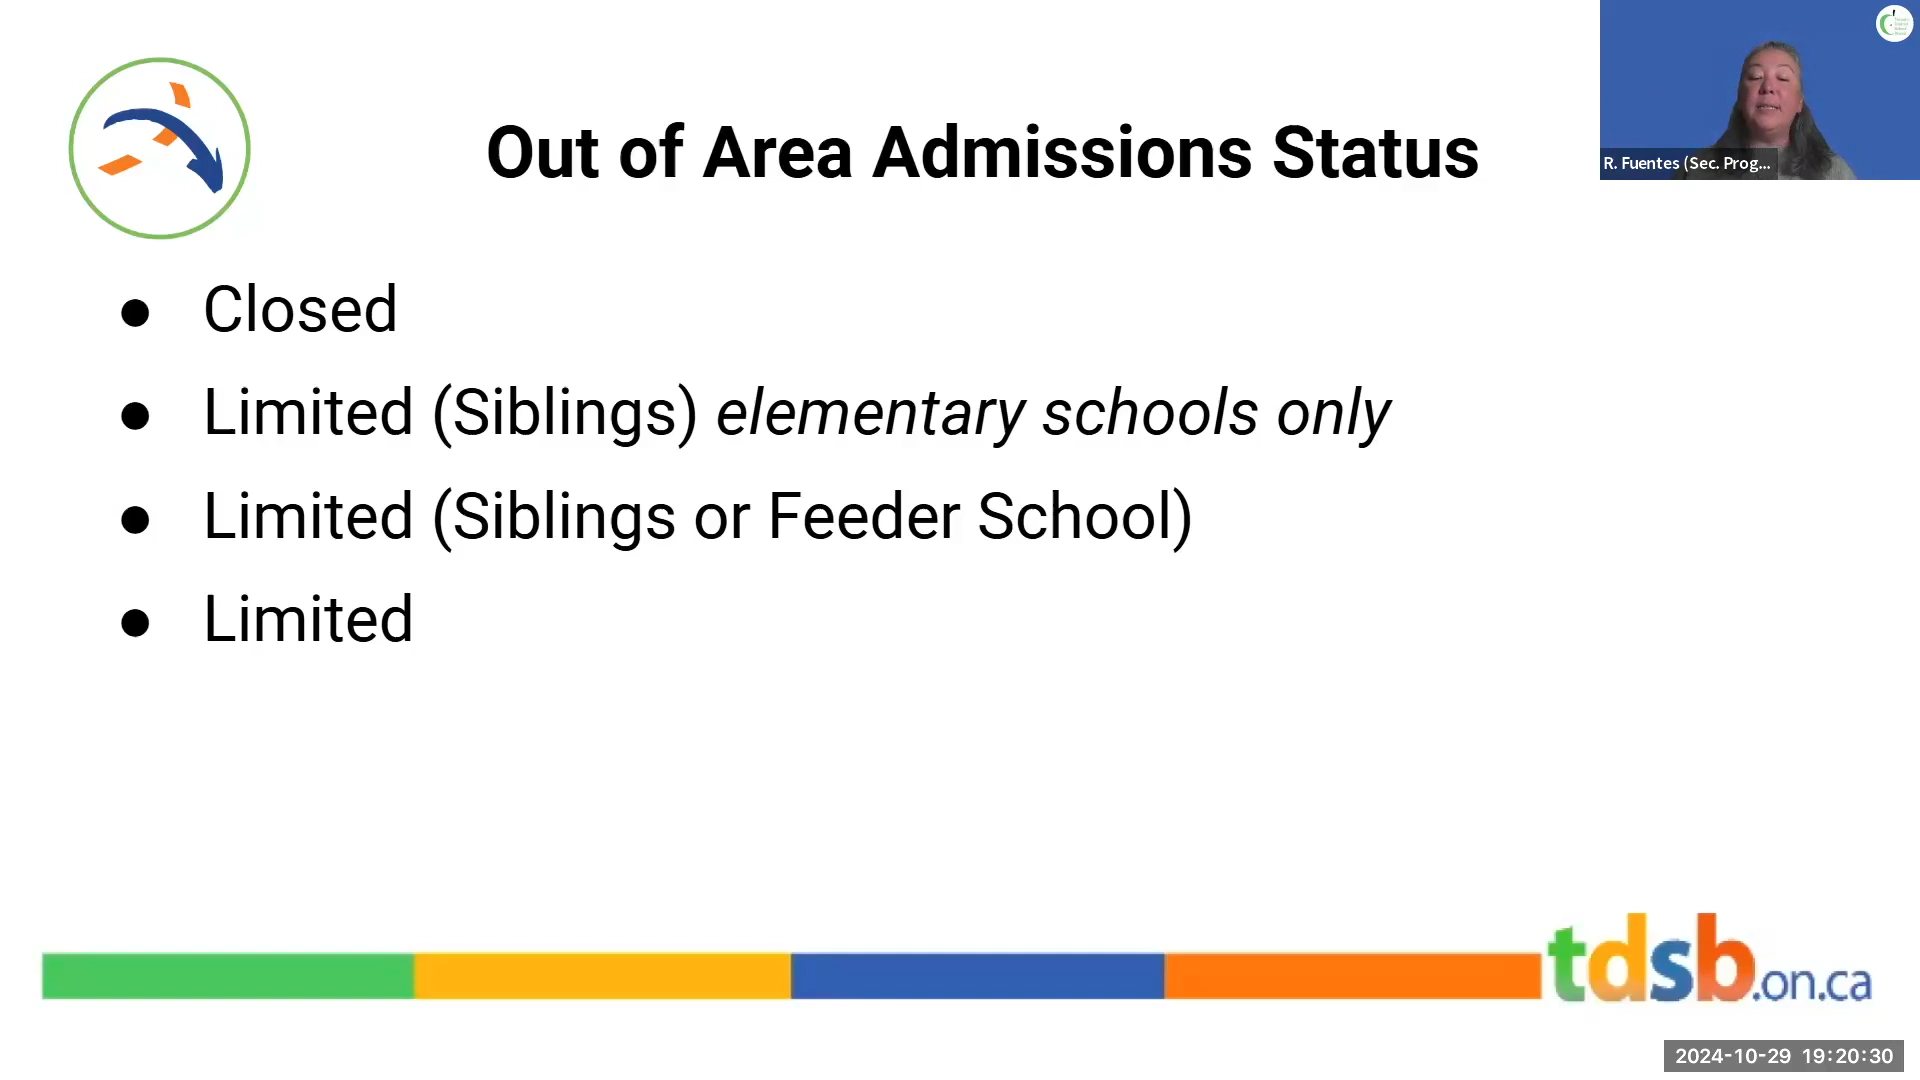 Out of Area Admissions Status
R. Fuentes (Sec. Prog...
● Closed
● Limited (Siblings) elementary schools only
● Limited (Siblings or Feeder School)
● Limited
tdsb.on.ca
2024-10-29 19:20:30